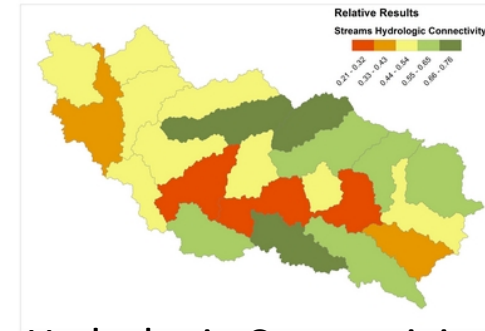 Relative Results
Streams Hydrologic Connectivity
0.21 - 0.32
0.33 - 0.43
0.44 - 0.54
0.55 - 0.65
0.66 - 0.76